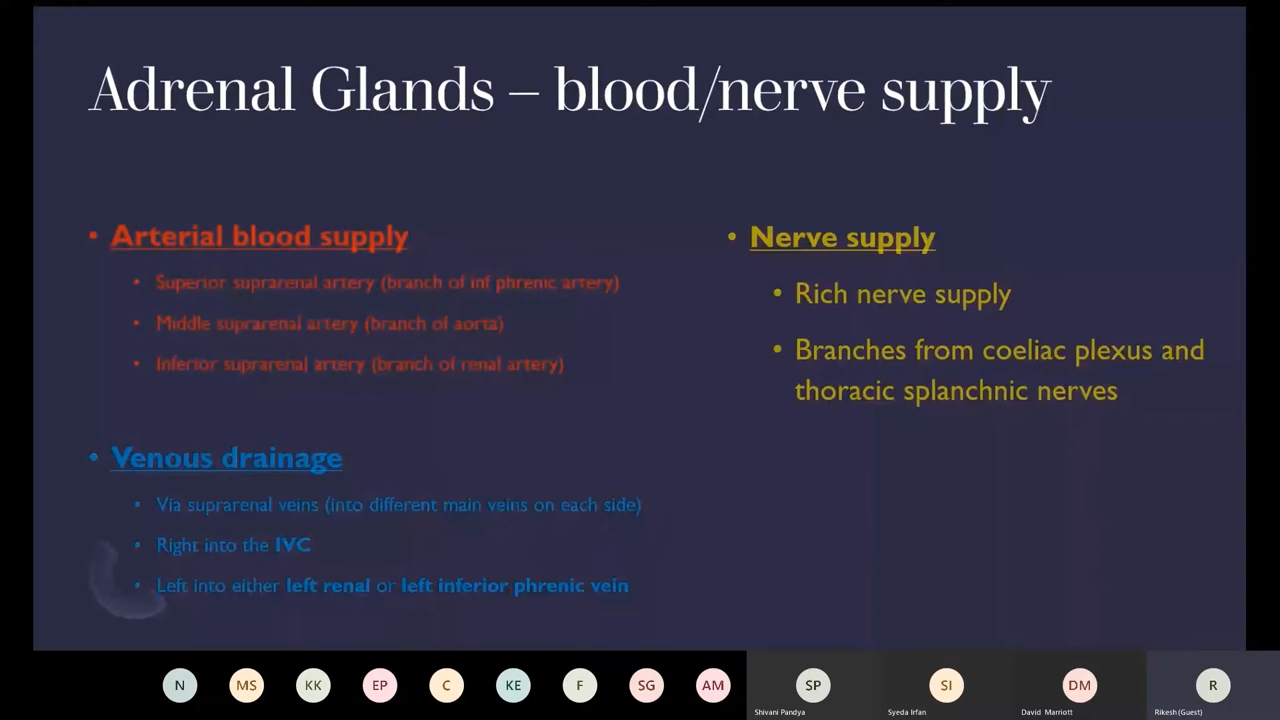 Adrenal Glands – blood/nerve supply
• Arterial blood supply
• Superior suprarenal artery (branch of inf phrenic artery)
• Middle suprarenal artery (branch of aorta)
• Inferior suprarenal artery (branch of renal artery)
• Venous drainage
• Via suprarenal veins (into different main veins on each side)
• Right into the IVC
• Left into either left renal or left inferior phrenic vein
• Nerve supply
• Rich nerve supply
• Branches from coeliac plexus and
thoracic splanchnic nerves
N MS KK EP C KE F SG AM SP SI DM R
Shivani Pandya Syeda Irfan David Marriott Rikesh (Guest)